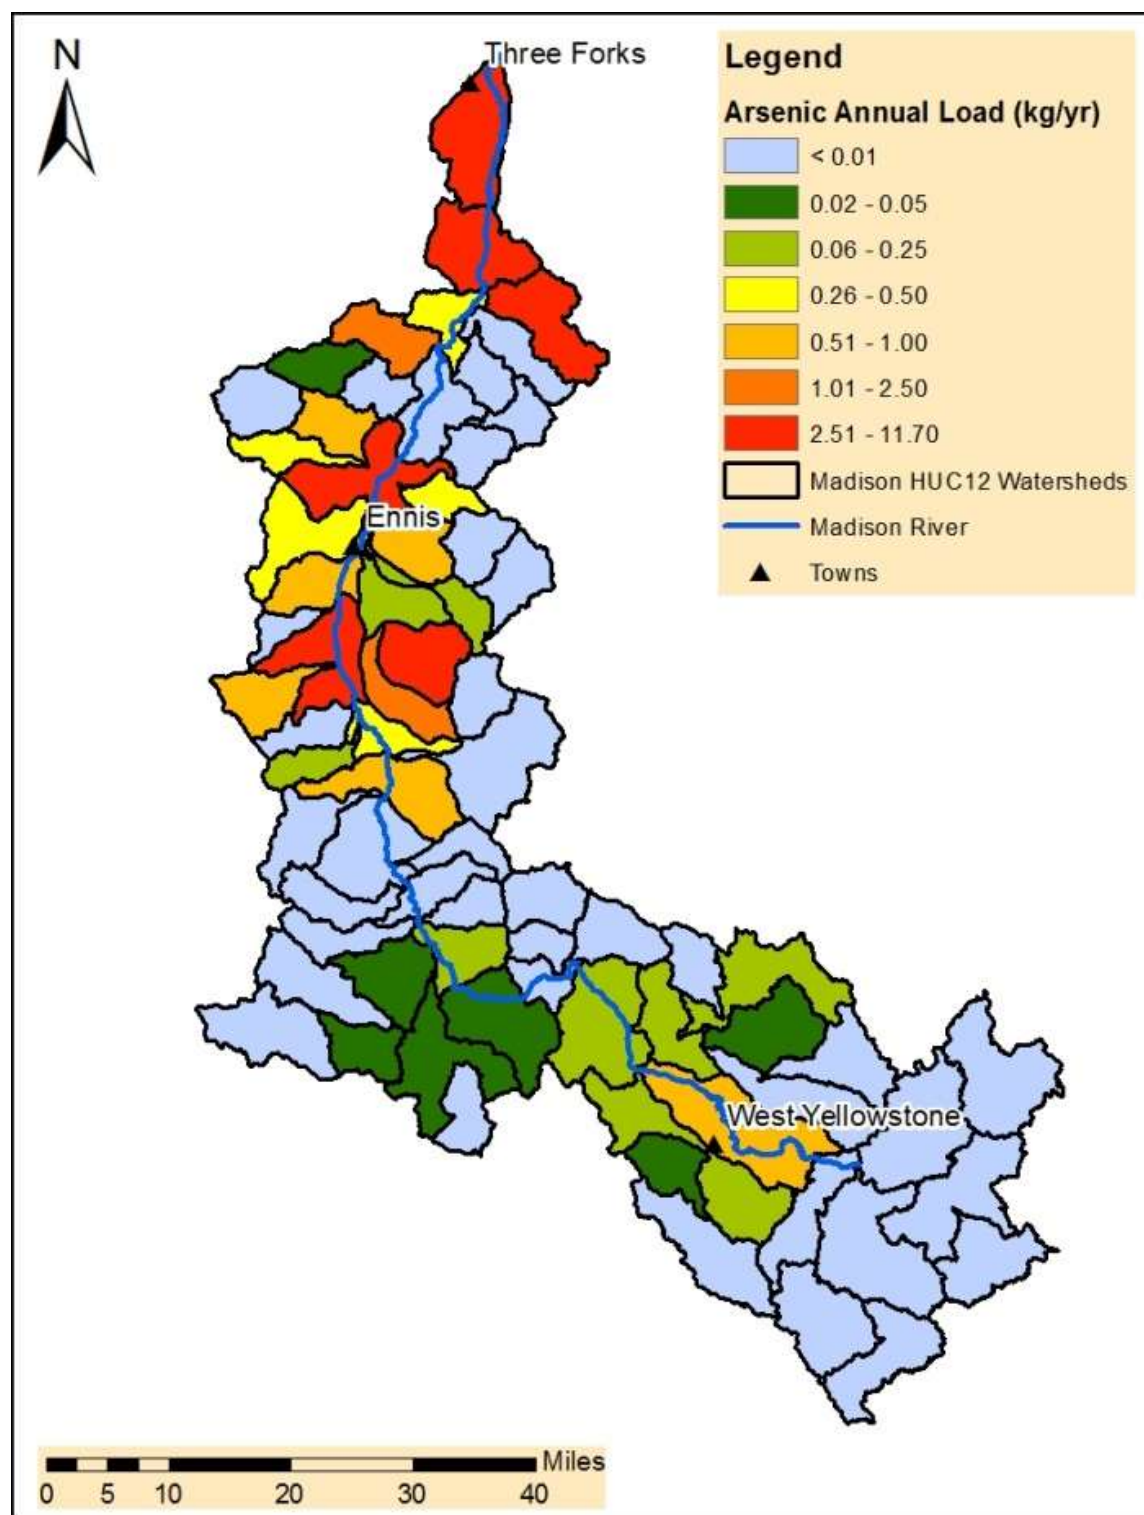 N
Three Forks
Legend
Arsenic Annual Load (kg/yr)
< 0.01
0.02 - 0.05
0.06 - 0.25
0.26 - 0.50
0.51 - 1.00
1.01 - 2.50
2.51 - 11.70
Madison HUC12 Watersheds
Madison River
Towns
Ennis
West Yellowstone
Miles
0 5 10 20 30 40